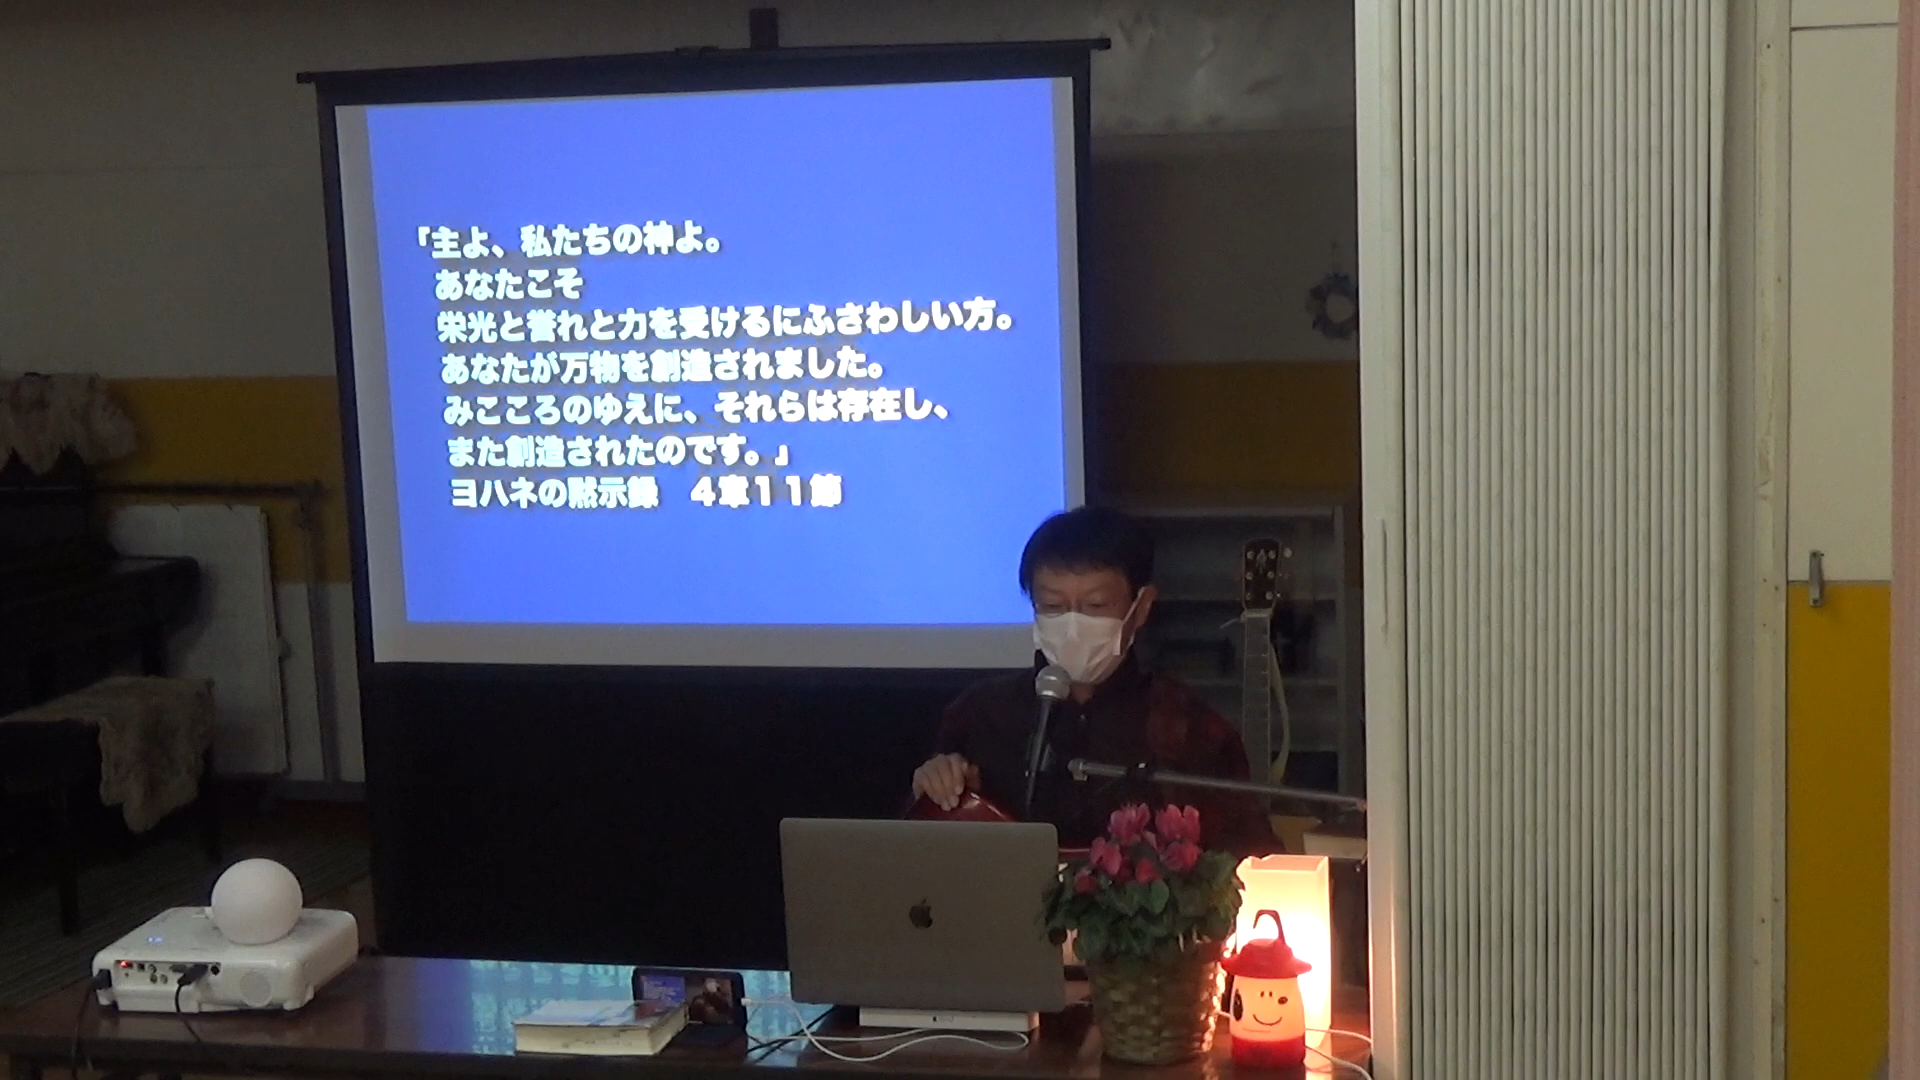 「主よ、私たちの神よ。
あなたこそ
栄光と誉れと力を受けるにふさわしい方。
あなたが万物を創造されました。
みこころのゆえに、それらは存在し、
また創造されたのです。」
ヨハネの黙示録　４章１１節